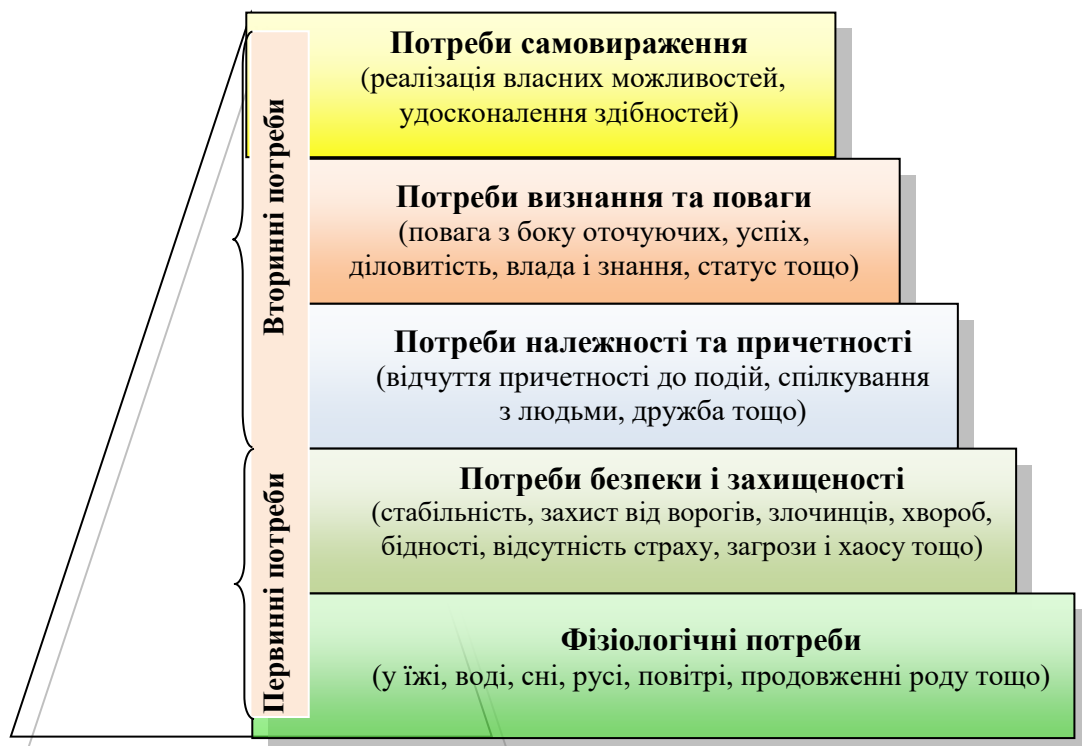 Потреби самовираження
(реалізація власних можливостей,
удосконалення здібностей)
Потреби визнання та поваги
(повага з боку оточуючих, успіх,
діловитість, влада і знання, статус тощо)
Потреби належності та причетності
(відчуття причетності до подій, спілкування
з людьми, дружба тощо)
Потреби безпеки і захищеності
(стабільність, захист від ворогів, злочинців, хвороб,
бідності, відсутність страху, загрози і хаосу тощо)
Фізіологічні потреби
(у їжі, воді, сні, русі, повітрі, продовженні роду тощо)
Вторинні потреби
Первинні потреби